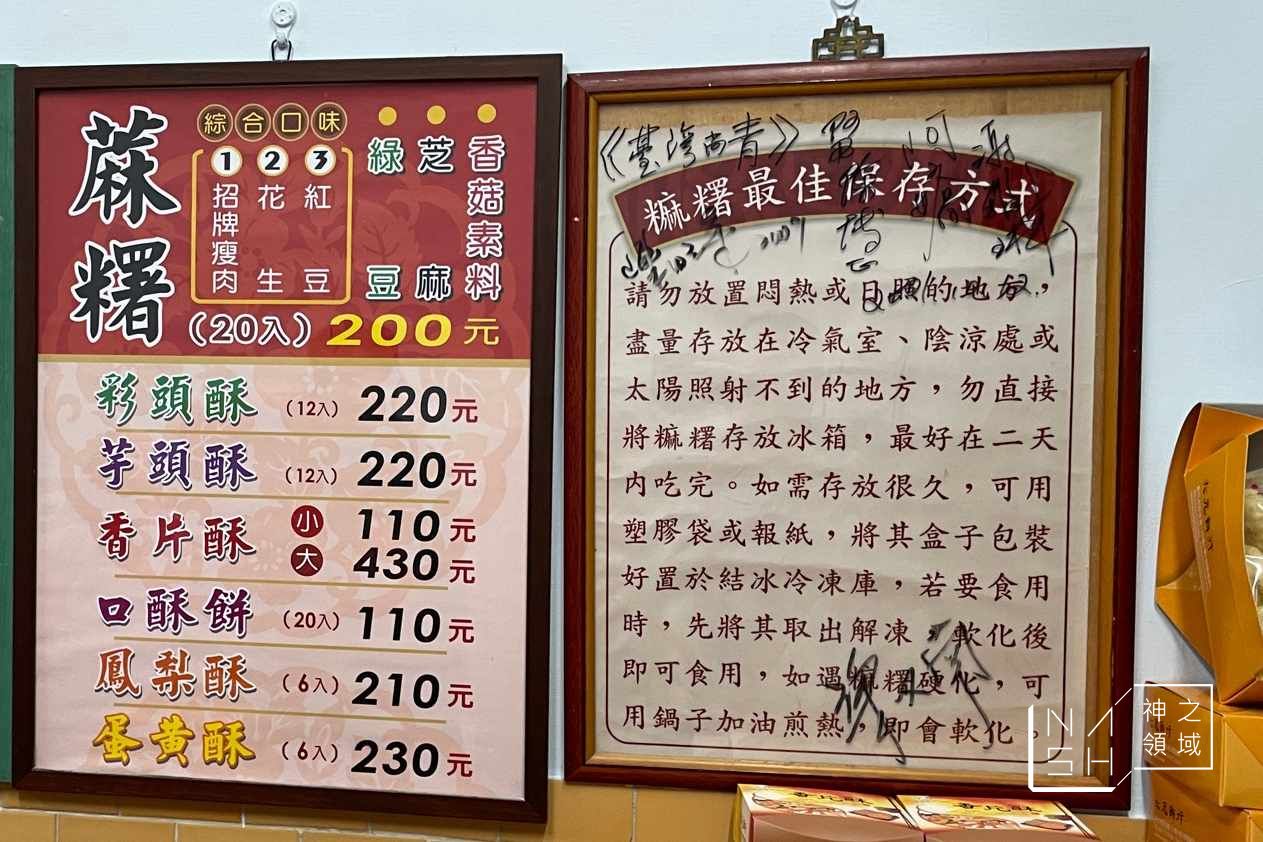 蔴糬
綜合口味
1 招牌瘦肉
2 花生
3 紅豆
綠豆
芝麻
香菇素料
(20入) 200元
彩頭酥 (12入) 220元
芋頭酥 (12入) 220元
香片酥 小 110元
大 430元
口酥餅 (20入) 110元
鳳梨酥 (6入) 210元
蛋黃酥 (6入) 230元
《臺灣尚青》
糜糬最佳保存方式
請勿放置悶熱或日照的地方,
盡量存放在冷氣室、陰涼處或
太陽照射不到的地方,勿直接
將糜糬存放冰箱,最好在二天
內吃完。如需存放很久,可用
塑膠袋或報紙,將其盒子包裝
好置於結冰冷凍庫,若要食用
時,先將其取出解凍,軟化後
即可食用,如遇糜糬硬化,可
用鍋子加油煎熱,即會軟化。
NASH 神之領域